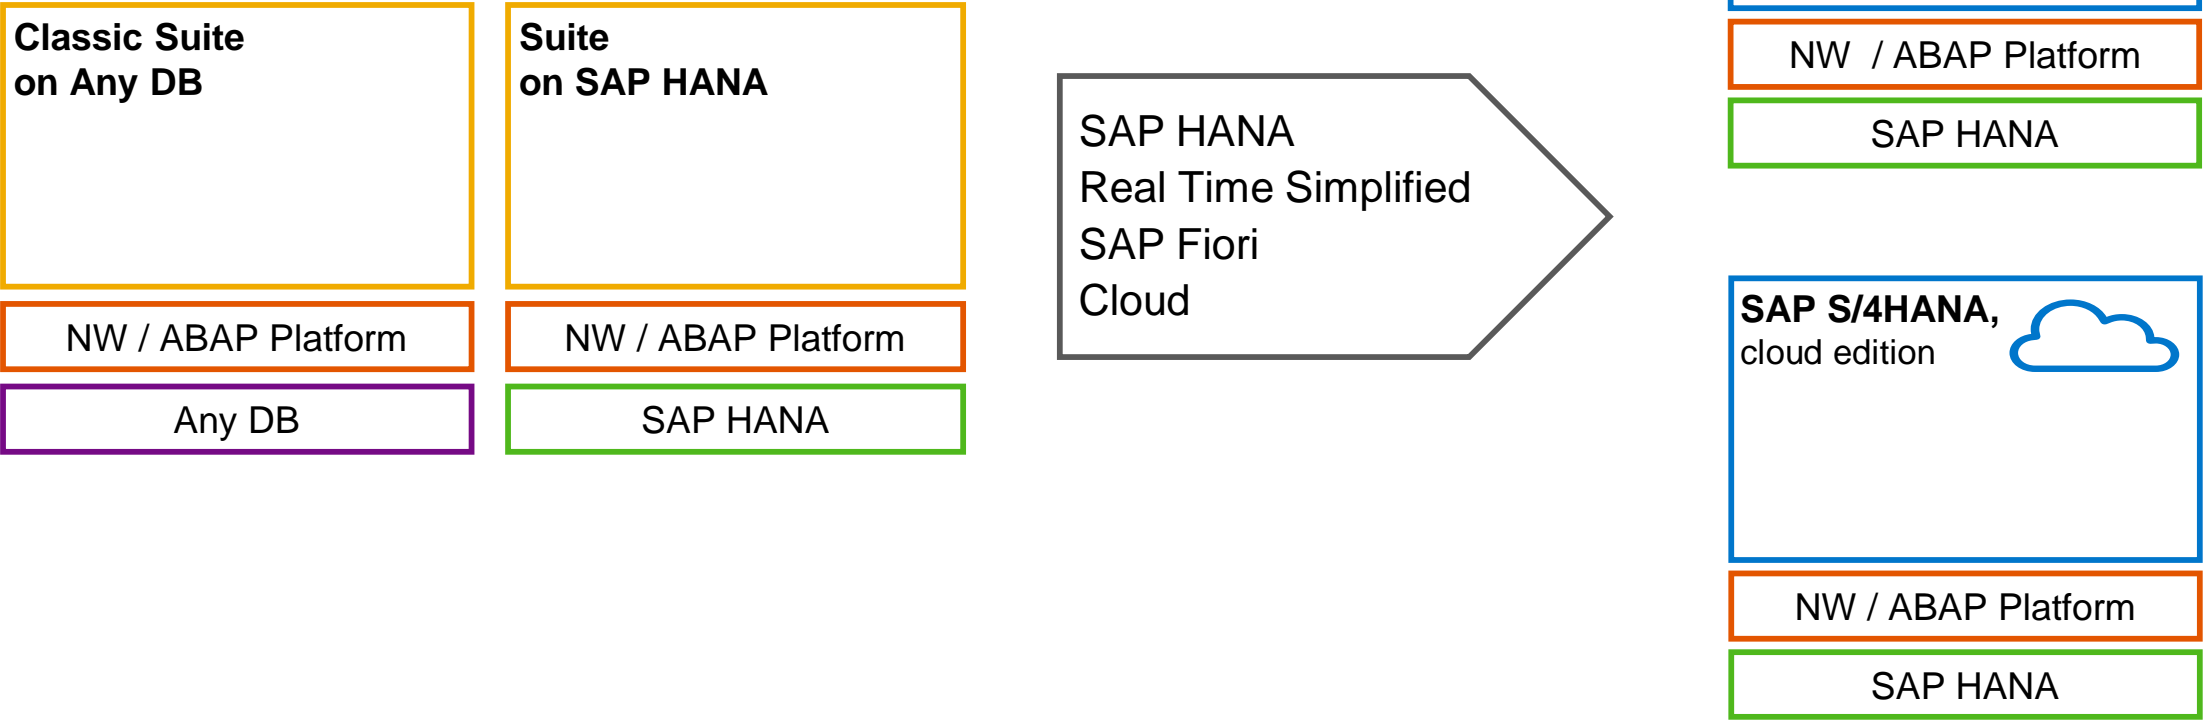 Classic Suite
on Any DB
NW / ABAP Platform
Any DB
Suite
on SAP HANA
NW / ABAP Platform
SAP HANA
SAP HANA
Real Time Simplified
SAP Fiori
Cloud
NW / ABAP Platform
SAP HANA
SAP S/4HANA,
cloud edition
NW / ABAP Platform
SAP HANA